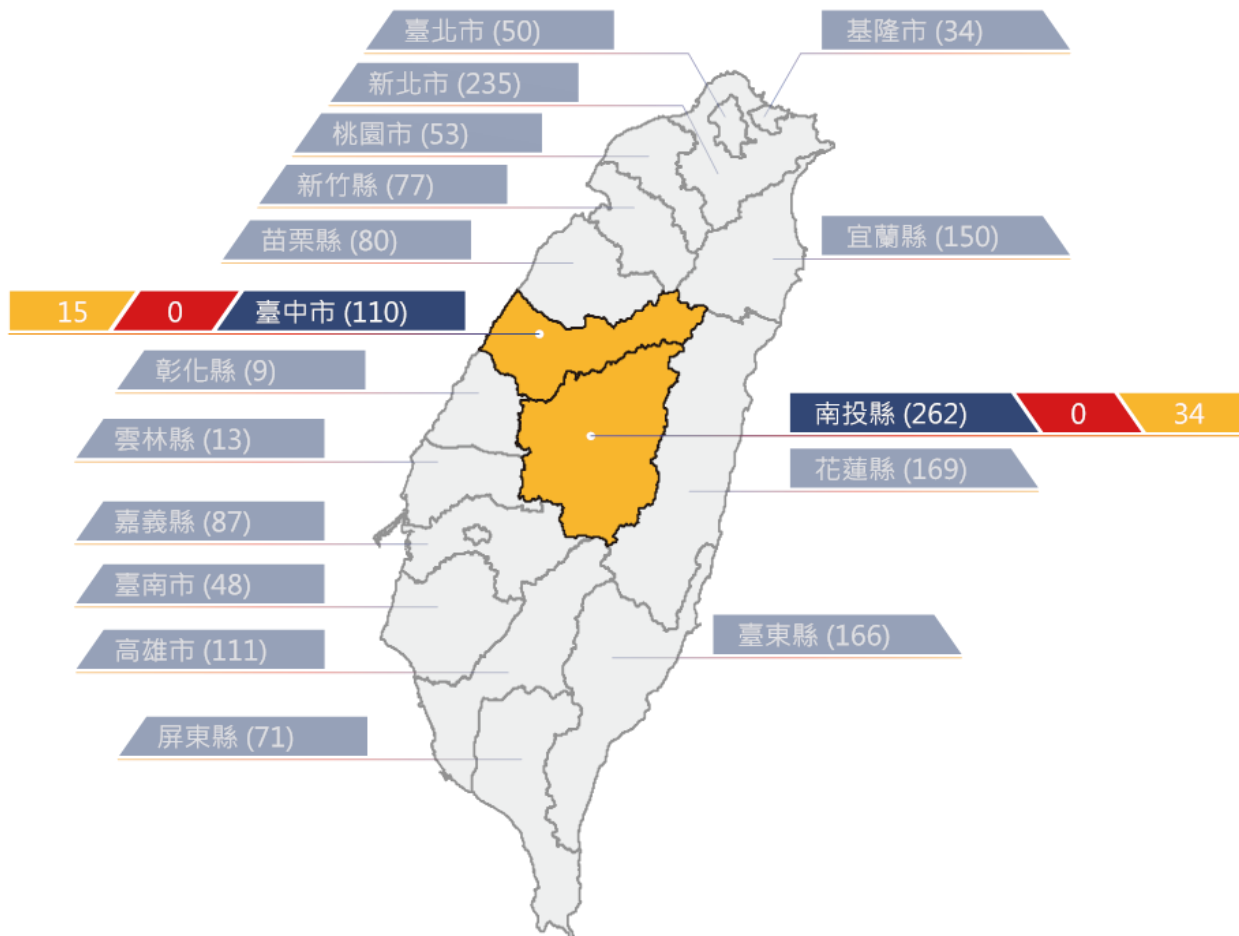 臺北市 (50)
基隆市 (34)
新北市 (235)
桃園市 (53)
新竹縣 (77)
苗栗縣 (80)
宜蘭縣 (150)
15 0 臺中市 (110)
彰化縣 (9)
南投縣 (262) 0 34
雲林縣 (13)
花蓮縣 (169)
嘉義縣 (87)
臺南市 (48)
高雄市 (111)
臺東縣 (166)
屏東縣 (71)